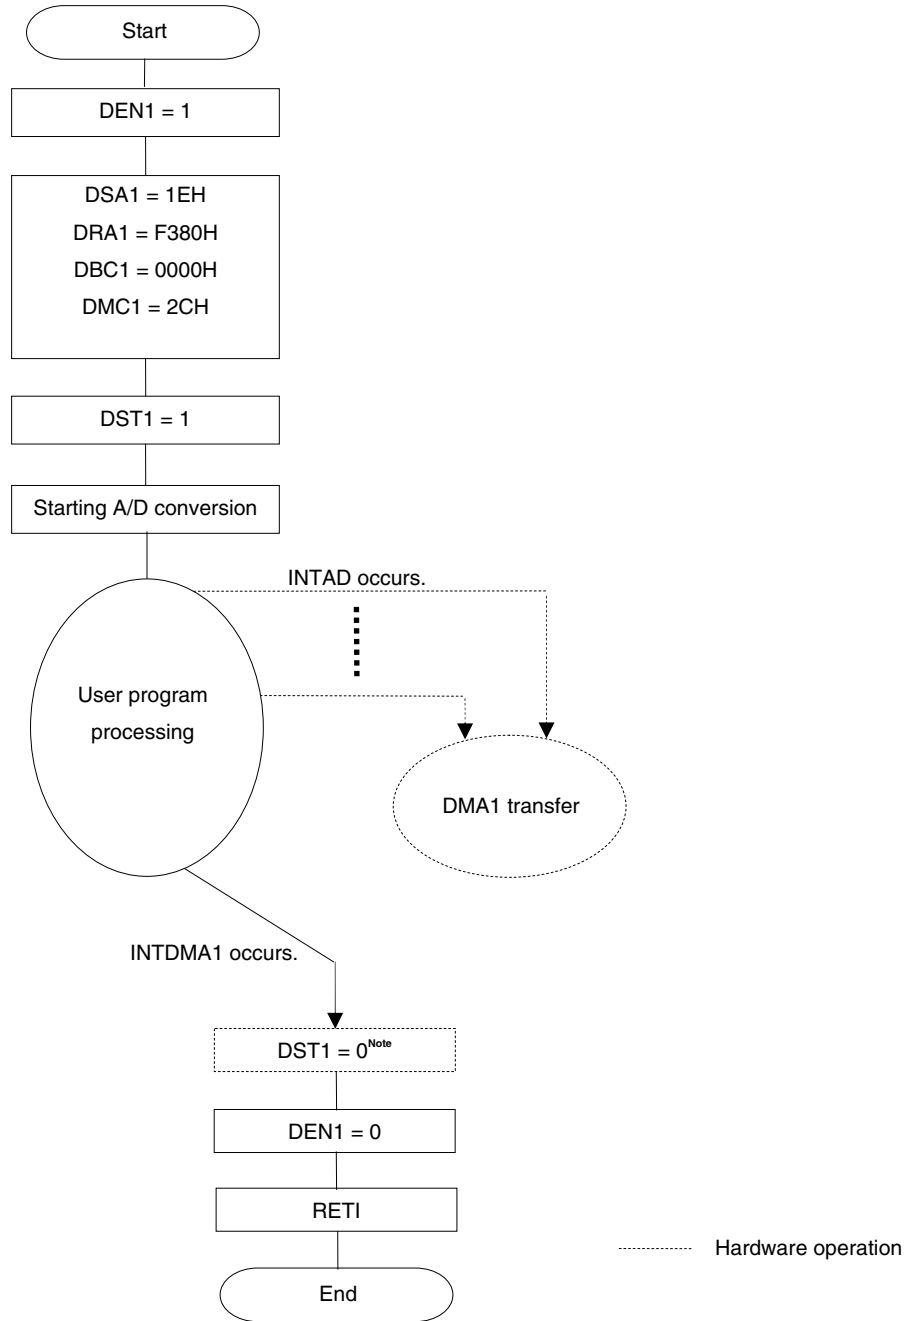 Start
DEN1 = 1
DSA1 = 1EH
DRA1 = F380H
DBC1 = 0000H
DMC1 = 2CH
DST1 = 1
Starting A/D conversion
INTAD occurs.
User program
processing
DMA1 transfer
INTDMA1 occurs.
DST1 = 0Note
DEN1 = 0
RETI
Hardware operation
End